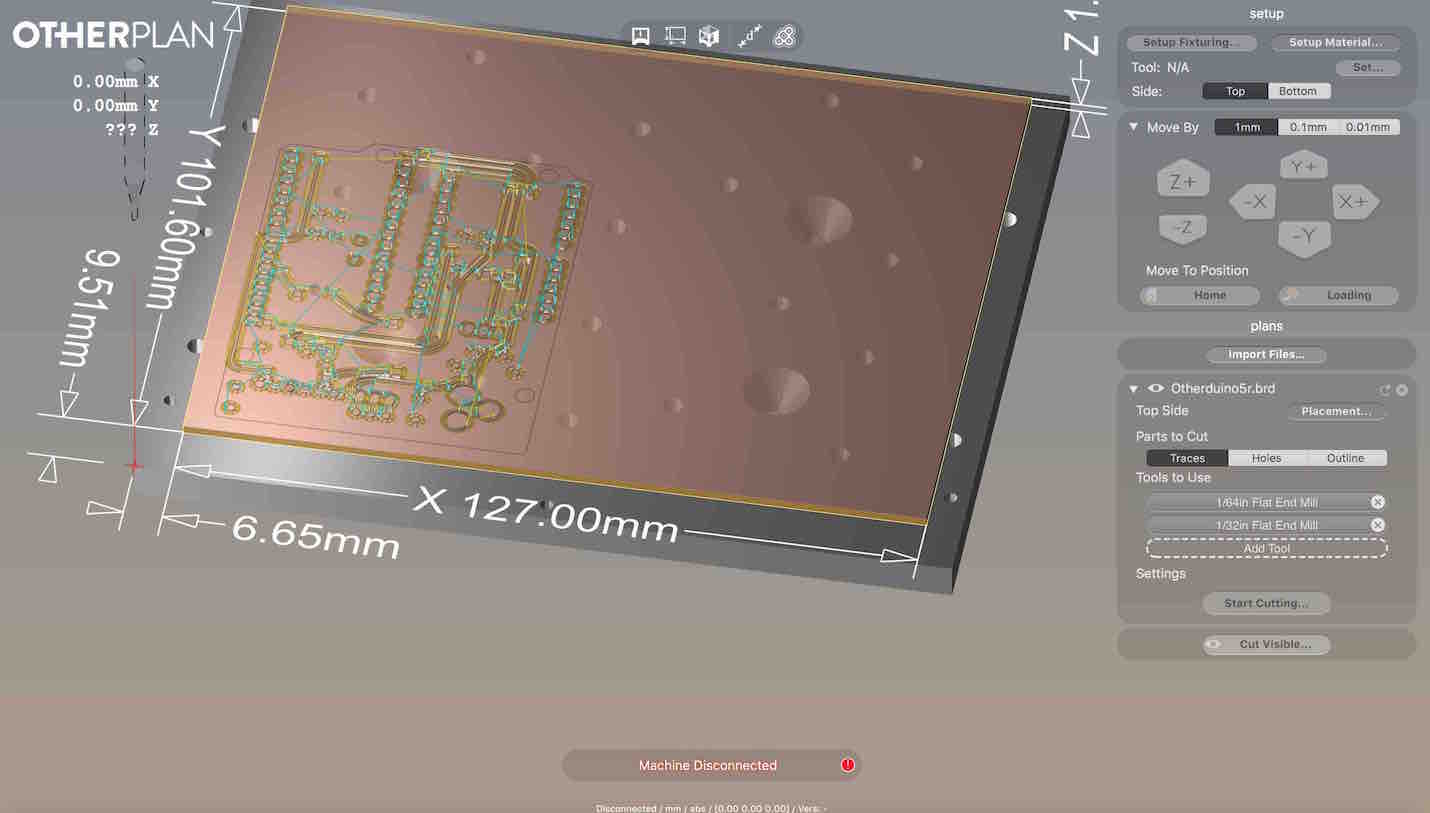 OTHERPLAN
0.00mm X
0.00mm Y
??? Z
Y 101.60mm
9.51mm
X 127.00mm
6.65mm
Z 1.
setup
Setup Fixturing...
Setup Material...
Tool: N/A
Set...
Side:
Top
Bottom
Move By
1mm
0.1mm
0.01mm
Z+
Y+
-X
X+
-Z
-Y
Move To Position
Home
Loading
plans
Import Files...
Otherduino5r.brd
Top Side
Placement...
Parts to Cut
Traces
Holes
Outline
Tools to Use
1/64in Flat End Mill
1/32in Flat End Mill
Add Tool
Settings
Start Cutting...
Cut Visible...
Machine Disconnected
Disconnected / mm / abs / [0.00 0.00 0.00] / Vers: -